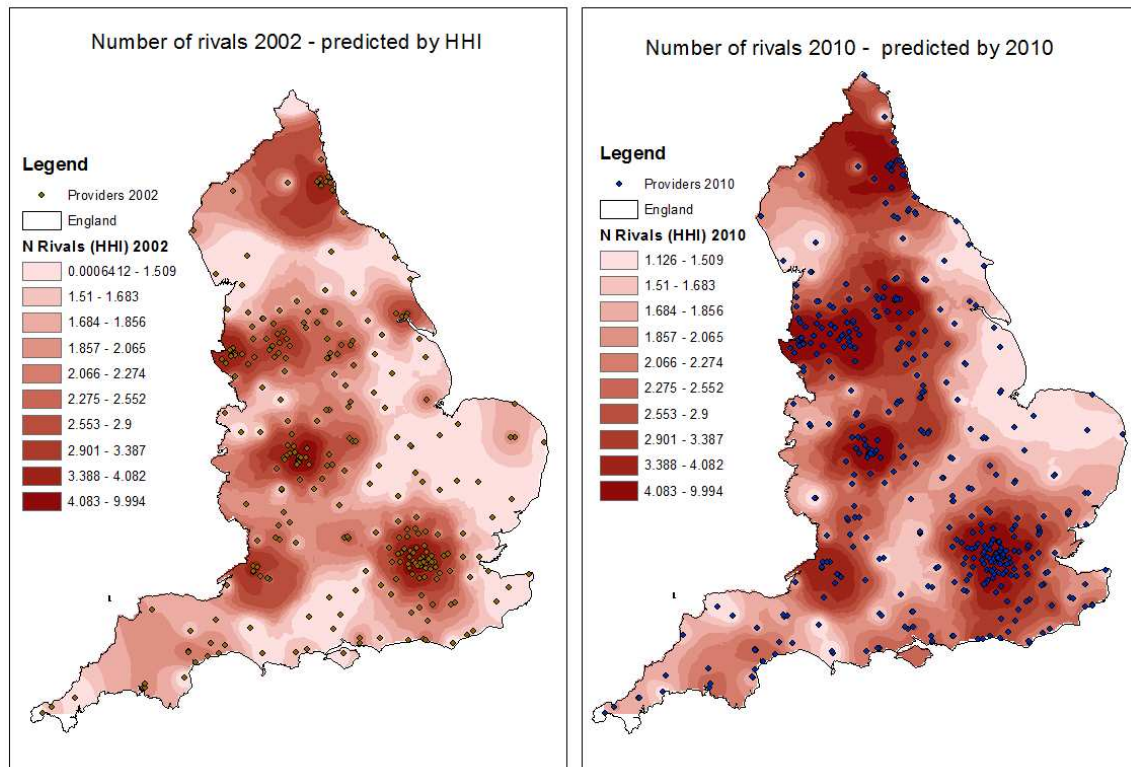 Number of rivals 2002 - predicted by HHI
Legend
Providers 2002
England
N Rivals (HHI) 2002
0.0006412 - 1.509
1.51 - 1.683
1.684 - 1.856
1.857 - 2.065
2.066 - 2.274
2.275 - 2.552
2.553 - 2.9
2.901 - 3.387
3.388 - 4.082
4.083 - 9.994
Number of rivals 2010 - predicted by 2010
Legend
Providers 2010
England
N Rivals (HHI) 2010
1.126 - 1.509
1.51 - 1.683
1.684 - 1.856
1.857 - 2.065
2.066 - 2.274
2.275 - 2.552
2.553 - 2.9
2.901 - 3.387
3.388 - 4.082
4.083 - 9.994